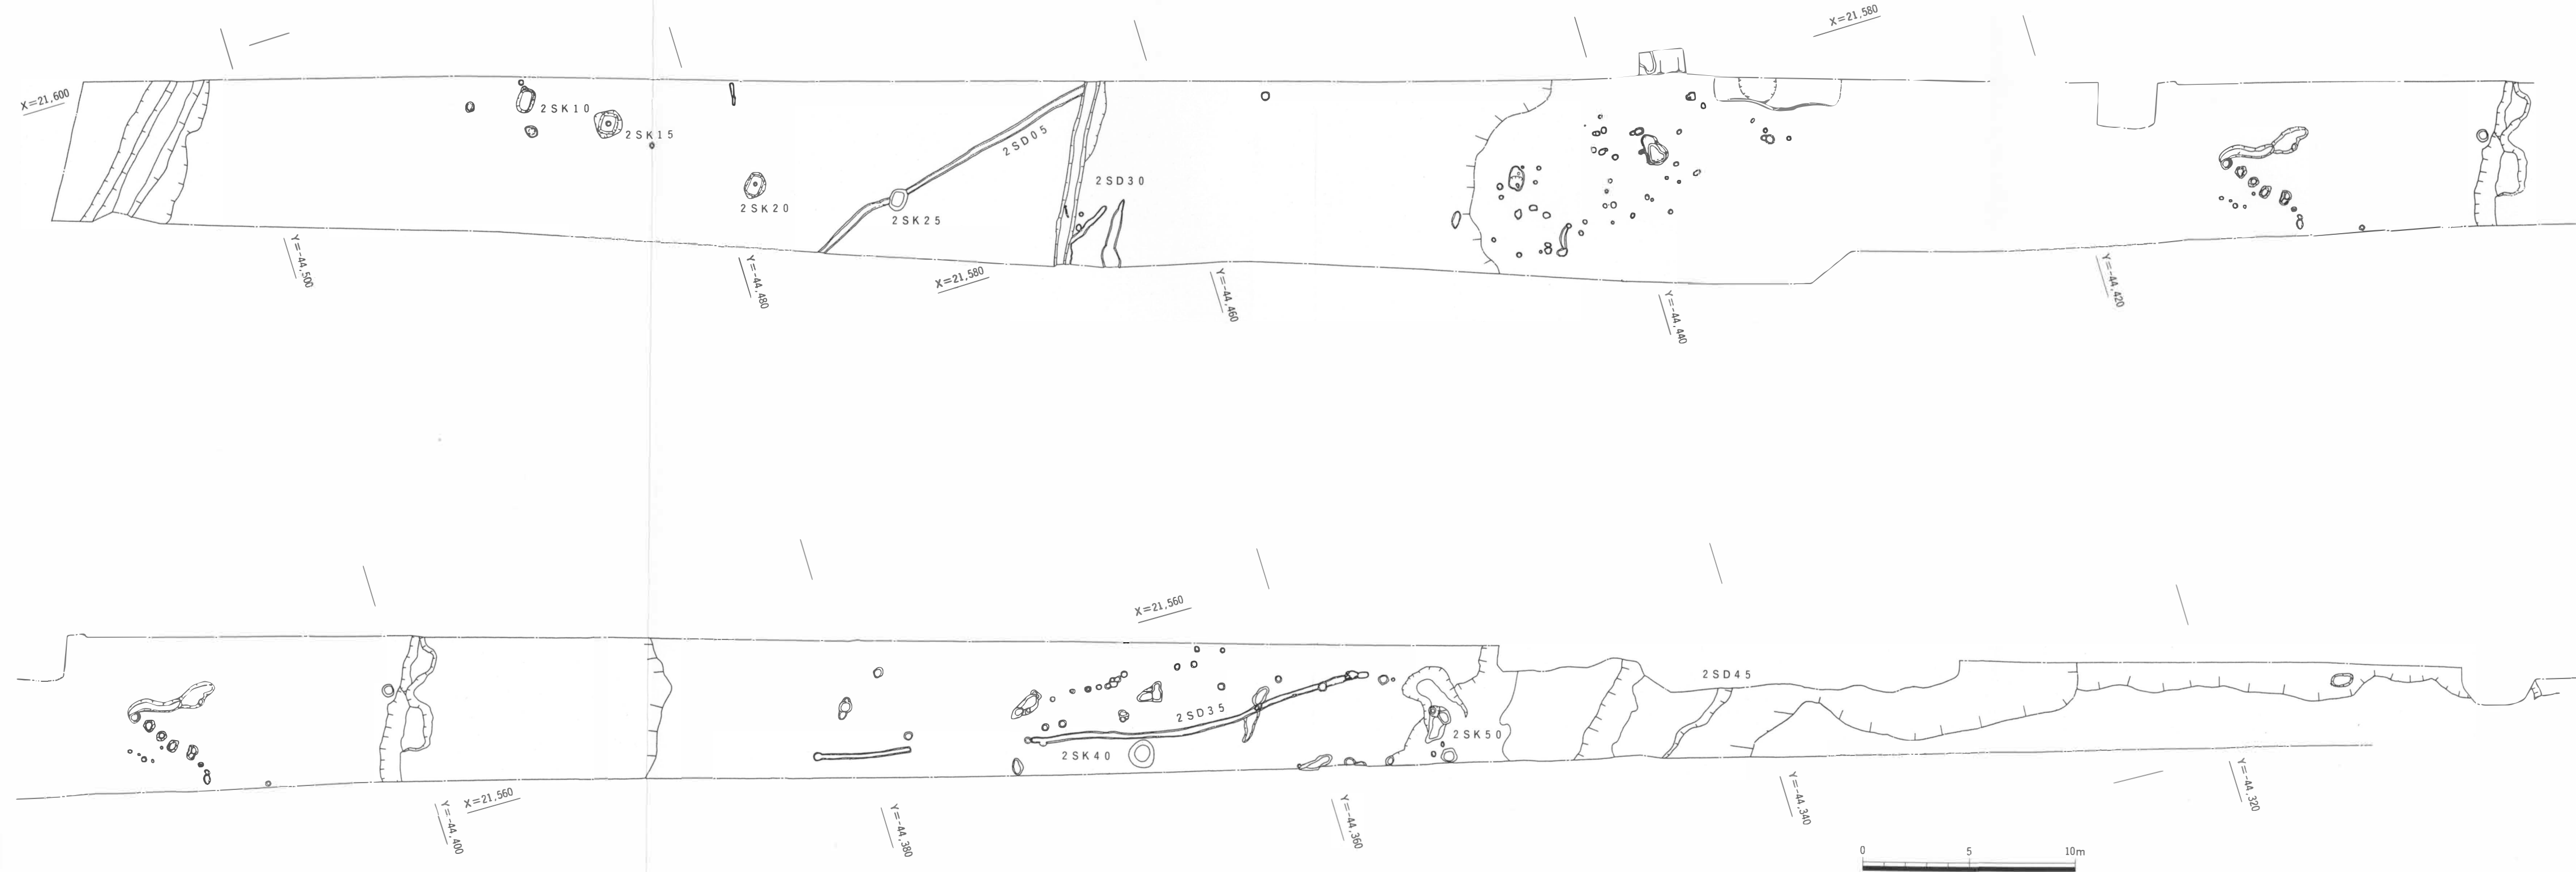 X=21,580
X=21,600
2SK10
2SK15
2SD05
2SD30
2SK20
2SK25
Y=-44,500
Y=-44,480
X=21,580
Y=-44,460
Y=-44,440
Y=-44,420
X=21,560
2SD45
2SD35
2SK50
2SK40
X=21,560
Y=-44,400
Y=-44,380
Y=-44,360
Y=-44,340
Y=-44,320
0 5 10m